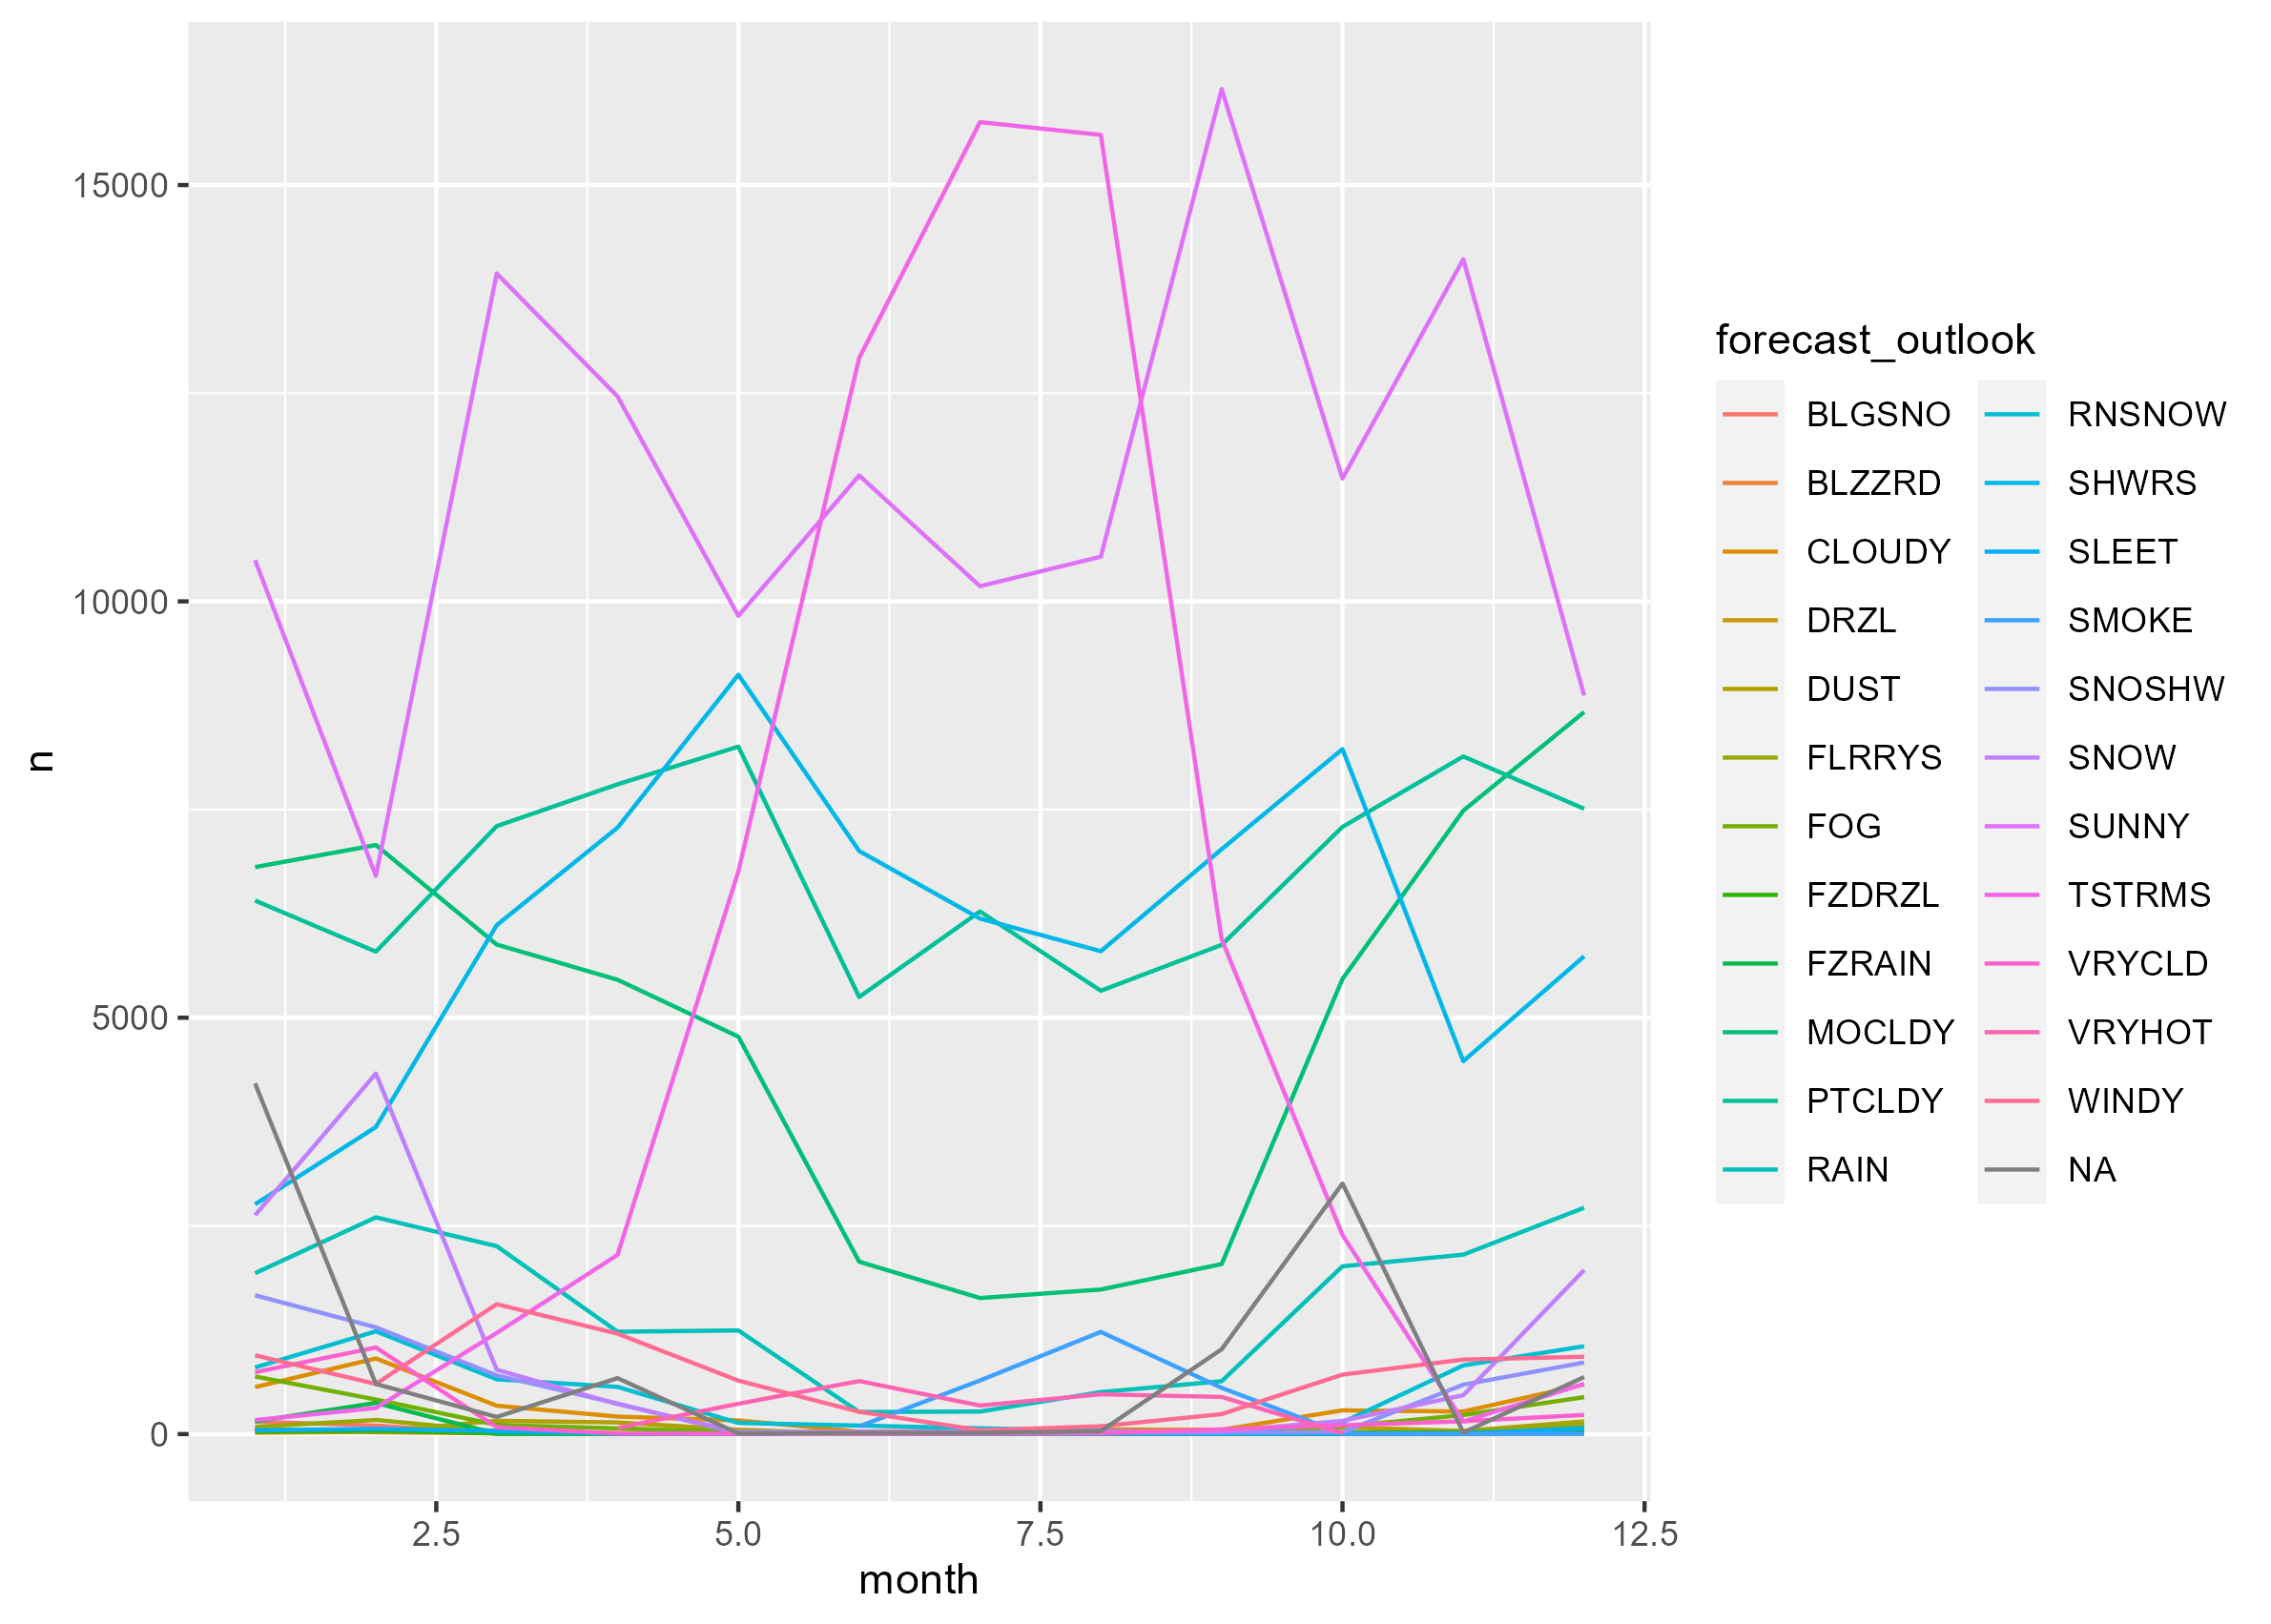 15000
10000
5000
0
n
2.5 5.0 7.5 10.0 12.5
month
forecast_outlook
BLGSNO
BLZZRD
CLOUDY
DRZL
DUST
FLRRYS
FOG
FZDRZL
FZRAIN
MOCLDY
PTCLDY
RAIN
RNSNOW
SHWRS
SLEET
SMOKE
SNOSHW
SNOW
SUNNY
TSTRMS
VRYCLD
VRYHOT
WINDY
NA